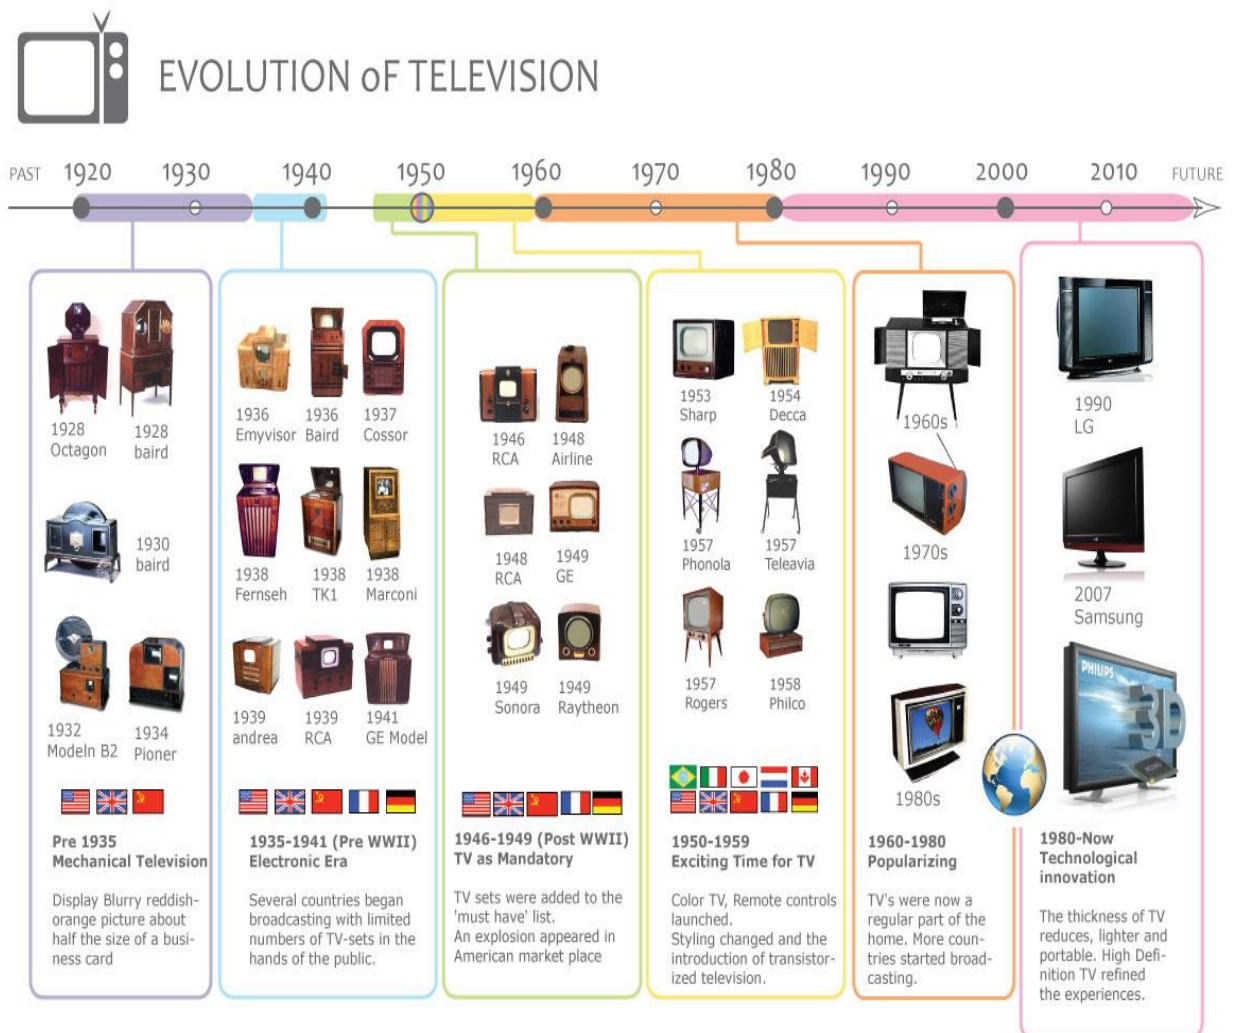 EVOLUTION oF TELEVISION
PAST 1920 1930 1940 1950 1960 1970 1980 1990 2000 2010 FUTURE
1928
Octagon
1928
baird
1930
baird
1932
Modeln B2
1934
Pioner
Pre 1935
Mechanical Television
Display Blurry reddish-
orange picture about
half the size of a busi-
ness card
1936
Emyvisor
1936
Baird
1937
Cossor
1938
Fernseh
1938
TK1
1938
Marconi
1939
andrea
1939
RCA
1941
GE Model
1935-1941 (Pre WWII)
Electronic Era
Several countries began
broadcasting with limited
numbers of TV-sets in the
hands of the public.
1946
RCA
1948
Airline
1948
RCA
1949
GE
1949
Sonora
1949
Raytheon
1946-1949 (Post WWII)
TV as Mandatory
TV sets were added to the
'must have' list.
An explosion appeared in
American market place
1953
Sharp
1954
Decca
1957
Phonola
1957
Teleavia
1957
Rogers
1958
Philco
1950-1959
Exciting Time for TV
Color TV, Remote controls
launched.
Styling changed and the
introduction of transistor-
ized television.
1960s
1970s
1980s
1960-1980
Popularizing
TV's were now a
regular part of the
home. More coun-
tries started broad-
casting.
1990
LG
2007
Samsung
PHILIPS
3D
1980-Now
Technological
innovation
The thickness of TV
reduces, lighter and
portable. High Defi-
nition TV refined
the experiences.